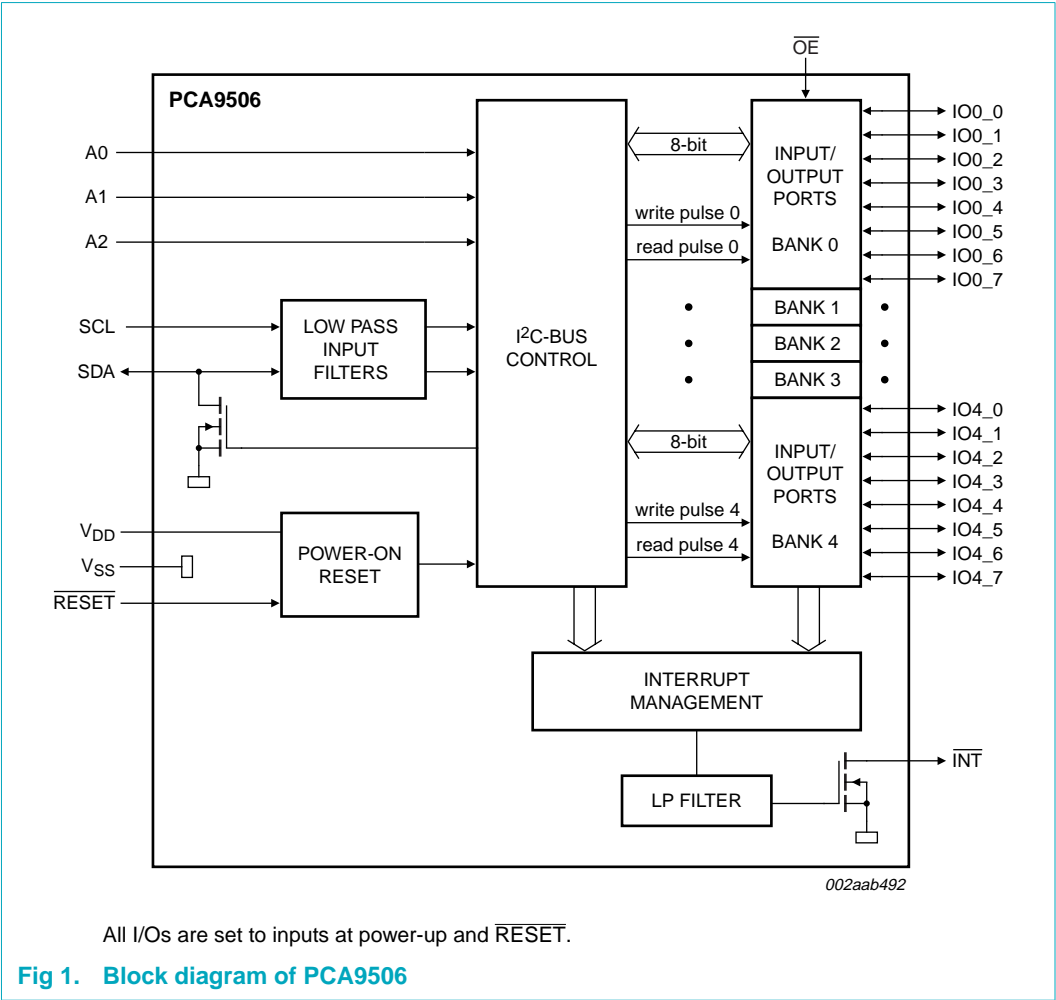 OE
PCA9506
A0
A1
A2
SCL
SDA
LOW PASS
INPUT
FILTERS
VDD
VSS
RESET
POWER-ON
RESET
I2C-BUS
CONTROL
8-bit
write pulse 0
read pulse 0
8-bit
write pulse 4
read pulse 4
INPUT/
OUTPUT
PORTS
BANK 0
BANK 1
BANK 2
BANK 3
INPUT/
OUTPUT
PORTS
BANK 4
IO0_0
IO0_1
IO0_2
IO0_3
IO0_4
IO0_5
IO0_6
IO0_7
IO4_0
IO4_1
IO4_2
IO4_3
IO4_4
IO4_5
IO4_6
IO4_7
INTERRUPT
MANAGEMENT
LP FILTER
INT
002aab492
All I/Os are set to inputs at power-up and RESET.
Fig 1. Block diagram of PCA9506